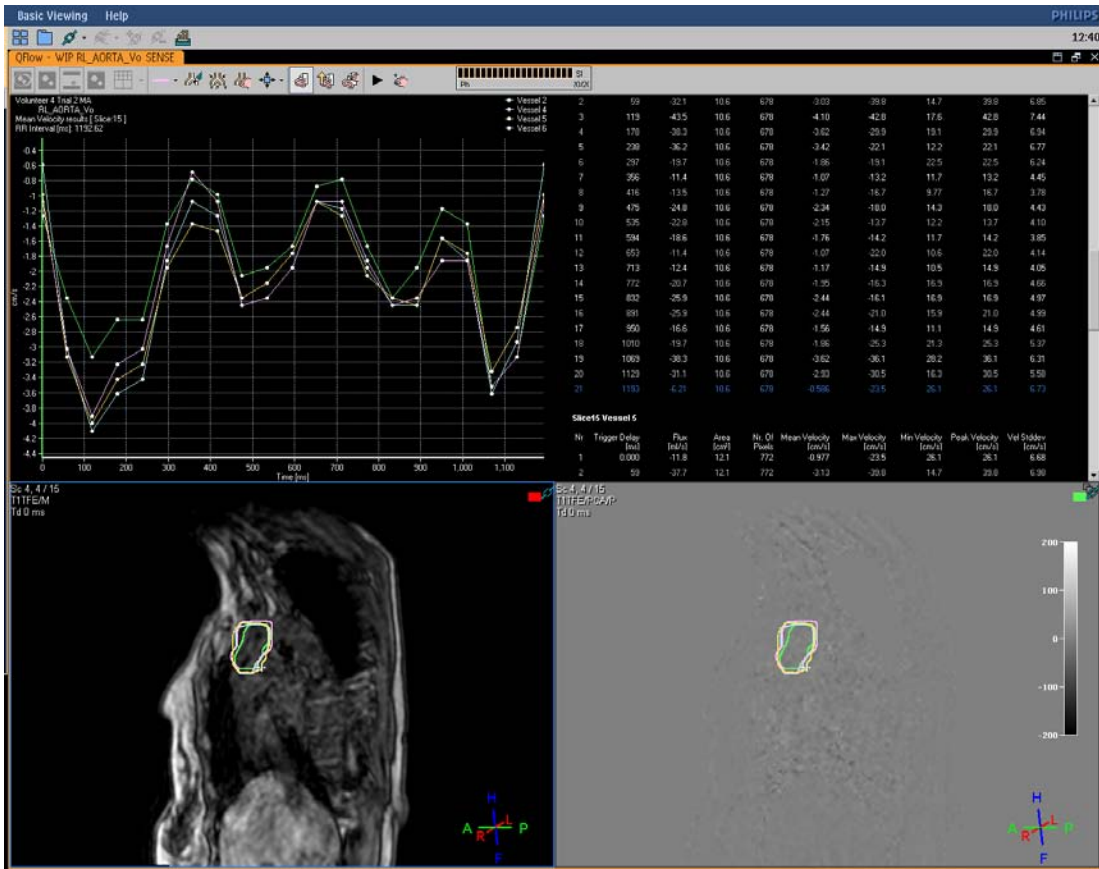 Basic Viewing Help
PHILIPS
12:40
QFlow - WIP RL_AORTA_Vo SENSE
Sl
Ph
XX/X
Volunteer 4 Trial 2 MA
RL_AORTA_Vo
Mean Velocity results [ Slice:15 ]
RR Interval [ms]: 1192.62
Vessel 2
Vessel 4
Vessel 5
Vessel 6
-0.4
-0.6
-0.8
-1
-1.2
-1.4
-1.6
-1.8
-2
-2.2
-2.4
-2.6
-2.8
-3
-3.2
-3.4
-3.6
-3.8
-4
-4.2
-4.4
cm/s
0 100 200 300 400 500 600 700 800 900 1,000 1,100
Time [ms]
2 59 -32.1 10.6 678 -3.03 -39.8 14.7 39.8 6.85
3 119 -43.5 10.6 678 -4.10 -42.8 17.6 42.8 7.44
4 178 -38.3 10.6 678 -3.62 -29.9 19.1 29.9 6.94
5 238 -36.2 10.6 678 -3.42 -22.1 12.2 22.1 6.77
6 297 -19.7 10.6 678 -1.86 -19.1 22.5 22.5 6.24
7 356 -11.4 10.6 678 -1.07 -13.2 11.7 13.2 4.45
8 416 -13.5 10.6 678 -1.27 -16.7 9.77 16.7 3.78
9 475 -24.8 10.6 678 -2.34 -18.0 14.3 18.0 4.43
10 535 -22.8 10.6 678 -2.15 -13.7 12.2 13.7 4.10
11 594 -18.6 10.6 678 -1.76 -14.2 11.7 14.2 3.85
12 653 -11.4 10.6 678 -1.07 -22.0 10.6 22.0 4.14
13 713 -12.4 10.6 678 -1.17 -14.9 10.5 14.9 4.05
14 772 -20.7 10.6 678 -1.95 -16.3 16.9 16.9 4.66
15 832 -25.9 10.6 678 -2.44 -16.1 16.9 16.9 4.97
16 891 -25.9 10.6 678 -2.44 -21.0 15.9 21.0 4.99
17 950 -16.6 10.6 678 -1.56 -14.9 11.1 14.9 4.61
18 1010 -19.7 10.6 678 -1.86 -25.3 21.3 25.3 5.37
19 1069 -38.3 10.6 678 -3.62 -36.1 28.2 36.1 6.31
20 1129 -31.1 10.6 678 -2.93 -30.5 16.3 30.5 5.58
21 1193 -6.21 10.6 678 -0.586 -23.5 26.1 26.1 6.73
Nr Trigger Delay Flux Area Nr. Of Mean Velocity Max Velocity Min Velocity Peak Velocity Vel Stddev
[ms] [ml/s] [cm²] Pixels [cm/s] [cm/s] [cm/s] [cm/s] [cm/s]
1 0.000 -11.8 12.1 772 -0.977 -23.5 26.1 26.1 6.68
2 59 -37.7 12.1 772 -3.13 -39.8 14.7 39.8 6.90
Sc 4, 4 / 15
T1TFE/M
Td 0 ms
H
L
A P
R
F
Sc 4, 4 / 15
T1TFE/PCA/P
Td 0 ms
200
100
0
-100
-200
H
L
A P
R
F